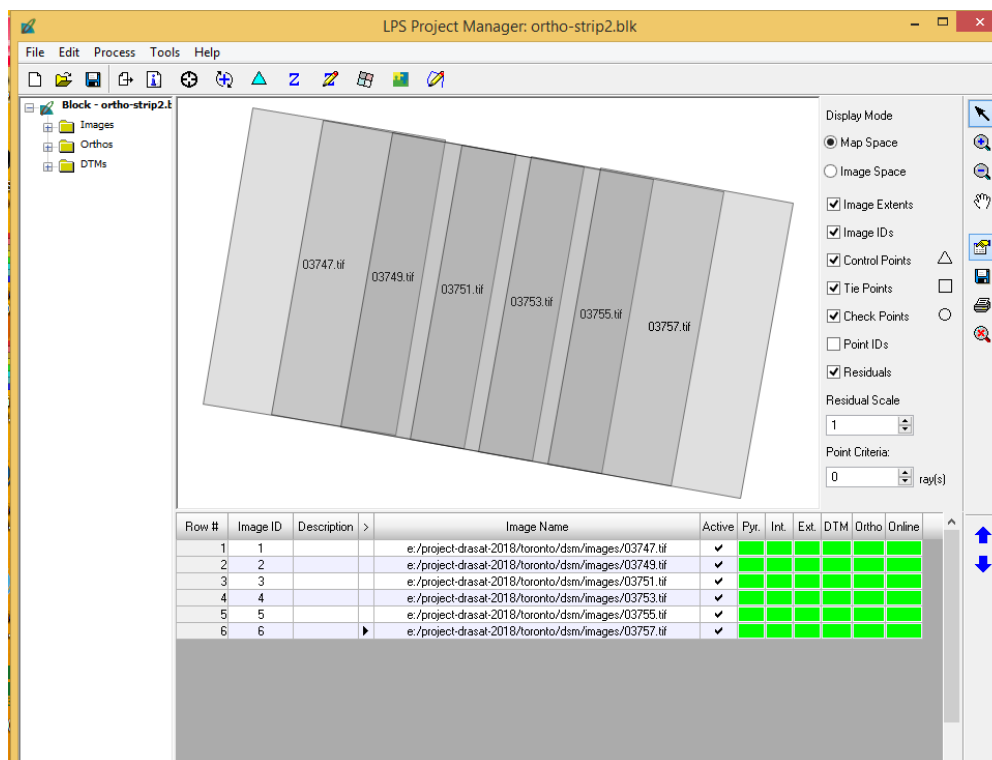 LPS Project Manager: ortho-strip2.blk
File Edit Process Tools Help
Block - ortho-strip2.b
Images
Orthos
DTMs
03747.tif
03749.tif
03751.tif
03753.tif
03755.tif
03757.tif
Display Mode
Map Space
Image Space
Image Extents
Image IDs
Control Points
Tie Points
Check Points
Point IDs
Residuals
Residual Scale
1
Point Criteria:
0 ray(s)
Row # Image ID Description > Image Name Active Pyr. Int. Ext. DTM Ortho Online
1 1 e:/project-drasat-2018/toronto/dsm/images/03747.tif
2 2 e:/project-drasat-2018/toronto/dsm/images/03749.tif
3 3 e:/project-drasat-2018/toronto/dsm/images/03751.tif
4 4 e:/project-drasat-2018/toronto/dsm/images/03753.tif
5 5 e:/project-drasat-2018/toronto/dsm/images/03755.tif
6 6 e:/project-drasat-2018/toronto/dsm/images/03757.tif